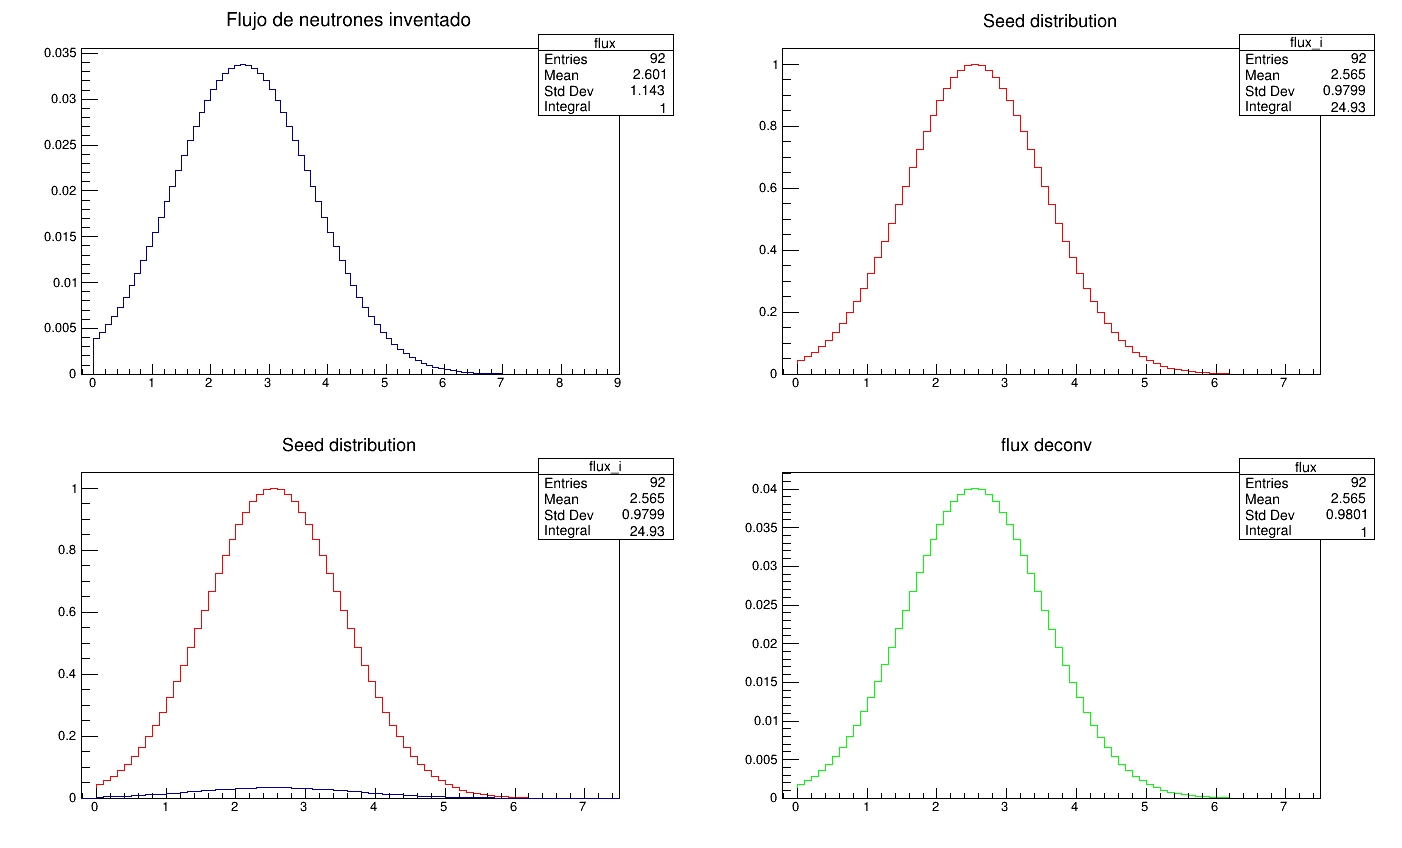 Flujo de neutrones inventado
flux
Entries 92
Mean 2.601
Std Dev 1.143
Integral 1
0.035
0.03
0.025
0.02
0.015
0.01
0.005
0
0 1 2 3 4 5 6 7 8 9
Seed distribution
flux_i
Entries 92
Mean 2.565
Std Dev 0.9799
Integral 24.93
1
0.8
0.6
0.4
0.2
0
0 1 2 3 4 5 6 7
Seed distribution
flux_i
Entries 92
Mean 2.565
Std Dev 0.9799
Integral 24.93
1
0.8
0.6
0.4
0.2
0
0 1 2 3 4 5 6 7
flux deconv
flux
Entries 92
Mean 2.565
Std Dev 0.9801
Integral 1
0.04
0.035
0.03
0.025
0.02
0.015
0.01
0.005
0
0 1 2 3 4 5 6 7